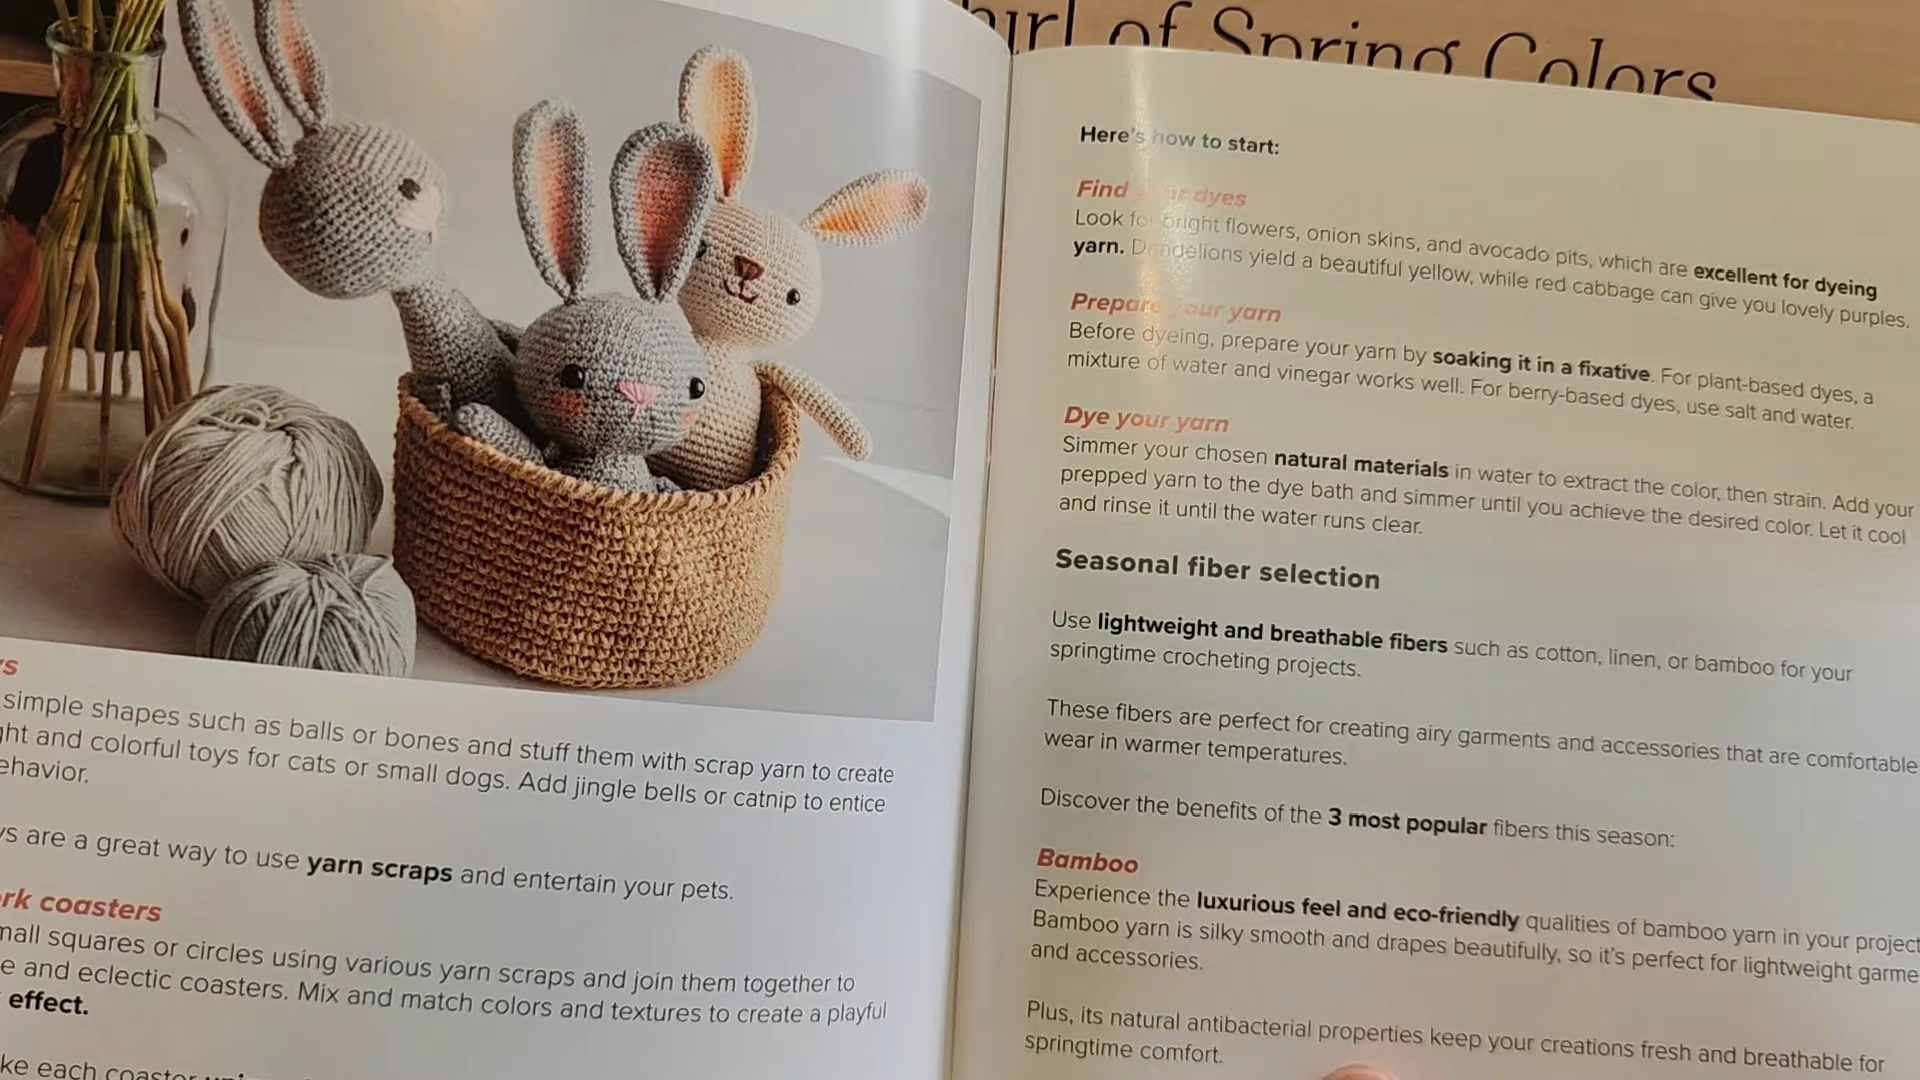 of Spring Colors
simple shapes such as balls or bones and stuff them with scrap yarn to create
and colorful toys for cats or small dogs. Add jingle bells or catnip to entice
are a great way to use yarn scraps and entertain your pets.
coasters
squares or circles using various yarn scraps and join them together to
and eclectic coasters. Mix and match colors and textures to create a playful
effect.
each coaster
Here's how to start:
Find your dyes
Look for bright flowers, onion skins, and avocado pits, which are excellent for dyeing
yarn. Dandelions yield a beautiful yellow, while red cabbage can give you lovely purples.
Prepare your yarn
Before dyeing, prepare your yarn by soaking it in a fixative. For plant-based dyes, a
mixture of water and vinegar works well. For berry-based dyes, use salt and water.
Dye your yarn
Simmer your chosen natural materials in water to extract the color, then strain. Add your
prepped yarn to the dye bath and simmer until you achieve the desired color. Let it cool
and rinse it until the water runs clear.
Seasonal fiber selection
Use lightweight and breathable fibers such as cotton, linen, or bamboo for your
springtime crocheting projects.
These fibers are perfect for creating airy garments and accessories that are comfortable
wear in warmer temperatures.
Discover the benefits of the 3 most popular fibers this season:
Bamboo
Experience the luxurious feel and eco-friendly qualities of bamboo yarn in your project
Bamboo yarn is silky smooth and drapes beautifully, so it's perfect for lightweight garme
and accessories.
Plus, its natural antibacterial properties keep your creations fresh and breathable for
springtime comfort.